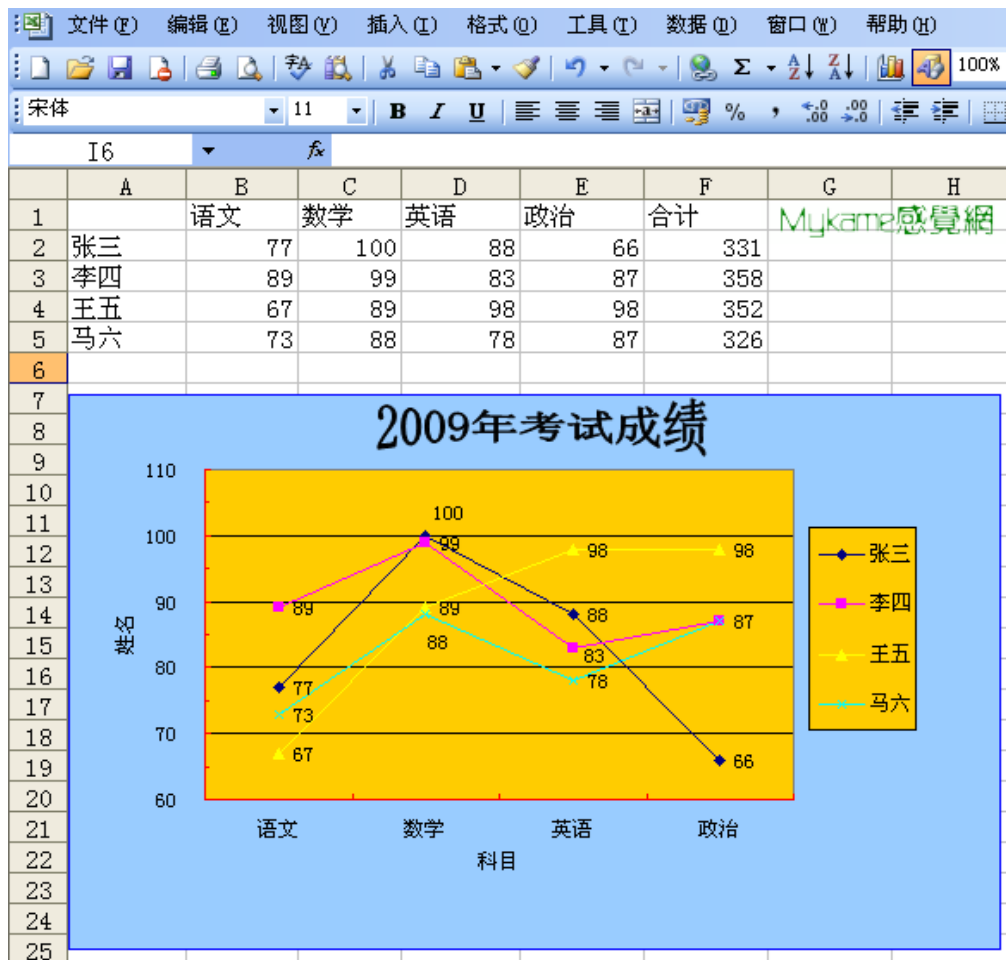 文件(F) 编辑(E) 视图(V) 插入(I) 格式(O) 工具(T) 数据(D) 窗口(W) 帮助(H)
100%
宋体 11 B I U % ,
I6 fx
A B C D E F G H
1 语文 数学 英语 政治 合计 Mykame感覺網
2 张三 77 100 88 66 331
3 李四 89 99 83 87 358
4 王五 67 89 98 98 352
5 马六 73 88 78 87 326
6
7
8
9
10
11
12
13
14
15
16
17
18
19
20
21
22
23
24
25
2009年考试成绩
110
100
90
80
70
60
姓名
100
99
98 98
89 89 88 87
88 83
77 78
73
67 66
语文 数学 英语 政治
科目
张三
李四
王五
马六